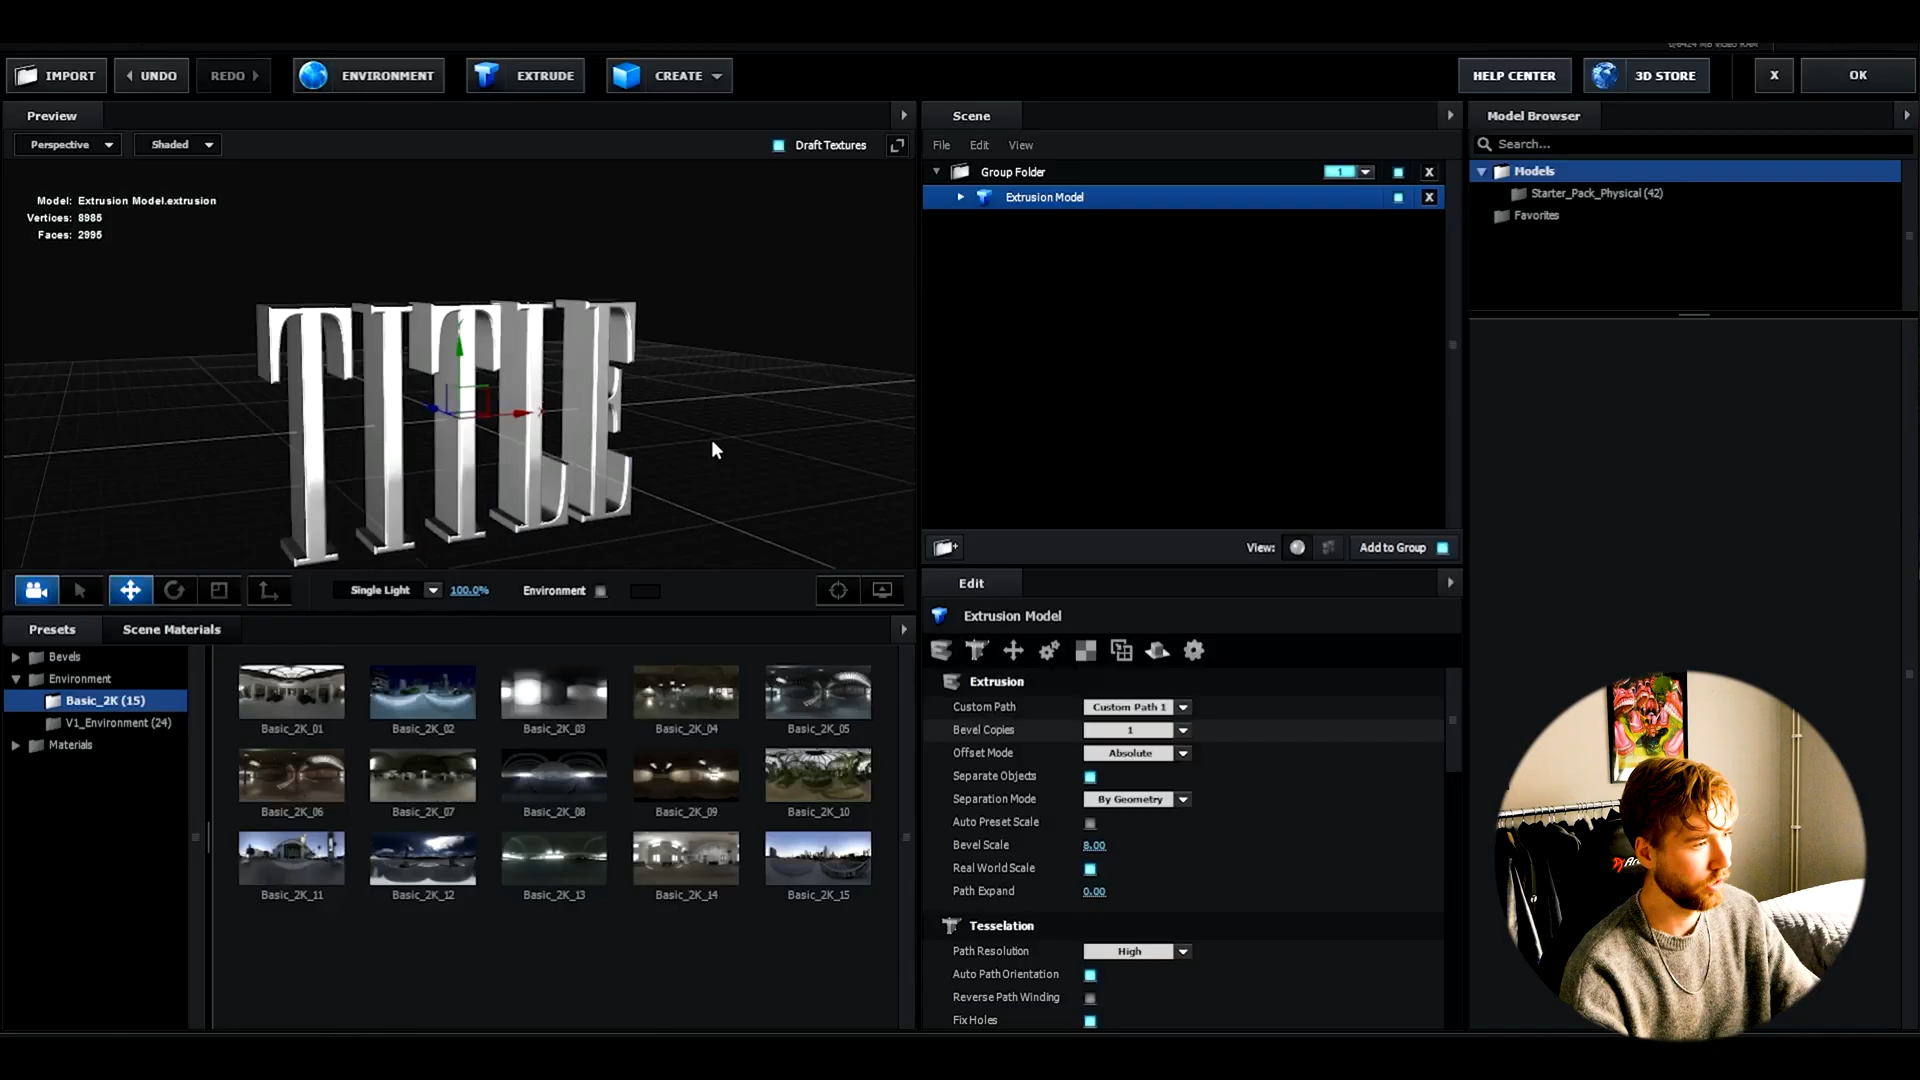 IMPORT
UNDO
REDO
ENVIRONMENT
EXTRUDE
CREATE
HELP CENTER
3D STORE
X
OK
Preview
Perspective
Shaded
Draft Textures
Model: Extrusion Model.extrusion
Vertices: 8985
Faces: 2995
TITLE
X
Single Light
100.0%
Environment
Presets
Scene Materials
Bevels
Environment
Basic_2K (15)
V1_Environment (24)
Materials
Basic_2K_01
Basic_2K_02
Basic_2K_03
Basic_2K_04
Basic_2K_05
Basic_2K_06
Basic_2K_07
Basic_2K_08
Basic_2K_09
Basic_2K_10
Basic_2K_11
Basic_2K_12
Basic_2K_13
Basic_2K_14
Basic_2K_15
Scene
File Edit View
Group Folder
1
X
Extrusion Model
X
View:
Add to Group
Edit
Extrusion Model
Extrusion
Custom Path Custom Path 1
Bevel Copies 1
Offset Mode Absolute
Separate Objects
Separation Mode By Geometry
Auto Preset Scale
Bevel Scale 8.00
Real World Scale
Path Expand 0.00
Tesselation
Path Resolution High
Auto Path Orientation
Reverse Path Winding
Fix Holes
Model Browser
Search...
Models
Starter_Pack_Physical (42)
Favorites